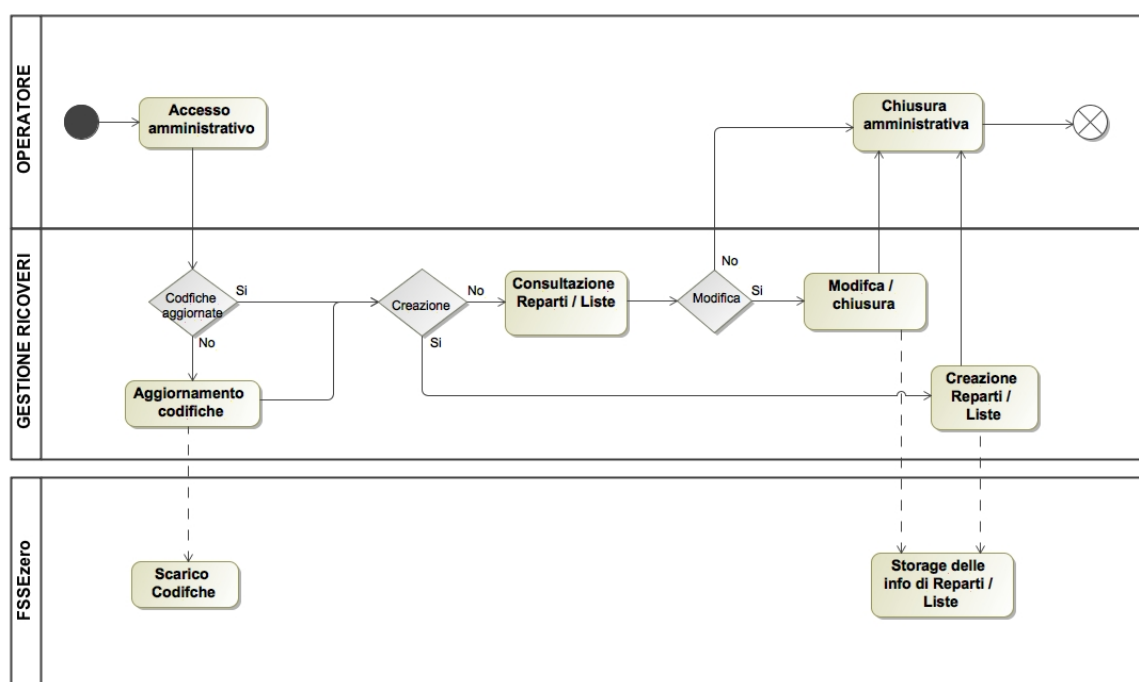 OPERATORE
Accesso
amministrativo
Chiusura
amministrativa
GESTIONE RICOVERI
Codfiche
aggiornate
Si
No
Aggiornamento
codifiche
Creazione
No
Si
Consultazione
Reparti / Liste
Modifica
No
Si
Modifca /
chiusura
Creazione
Reparti /
Liste
FSSEzero
Scarico
Codifche
Storage delle
info di Reparti /
Liste